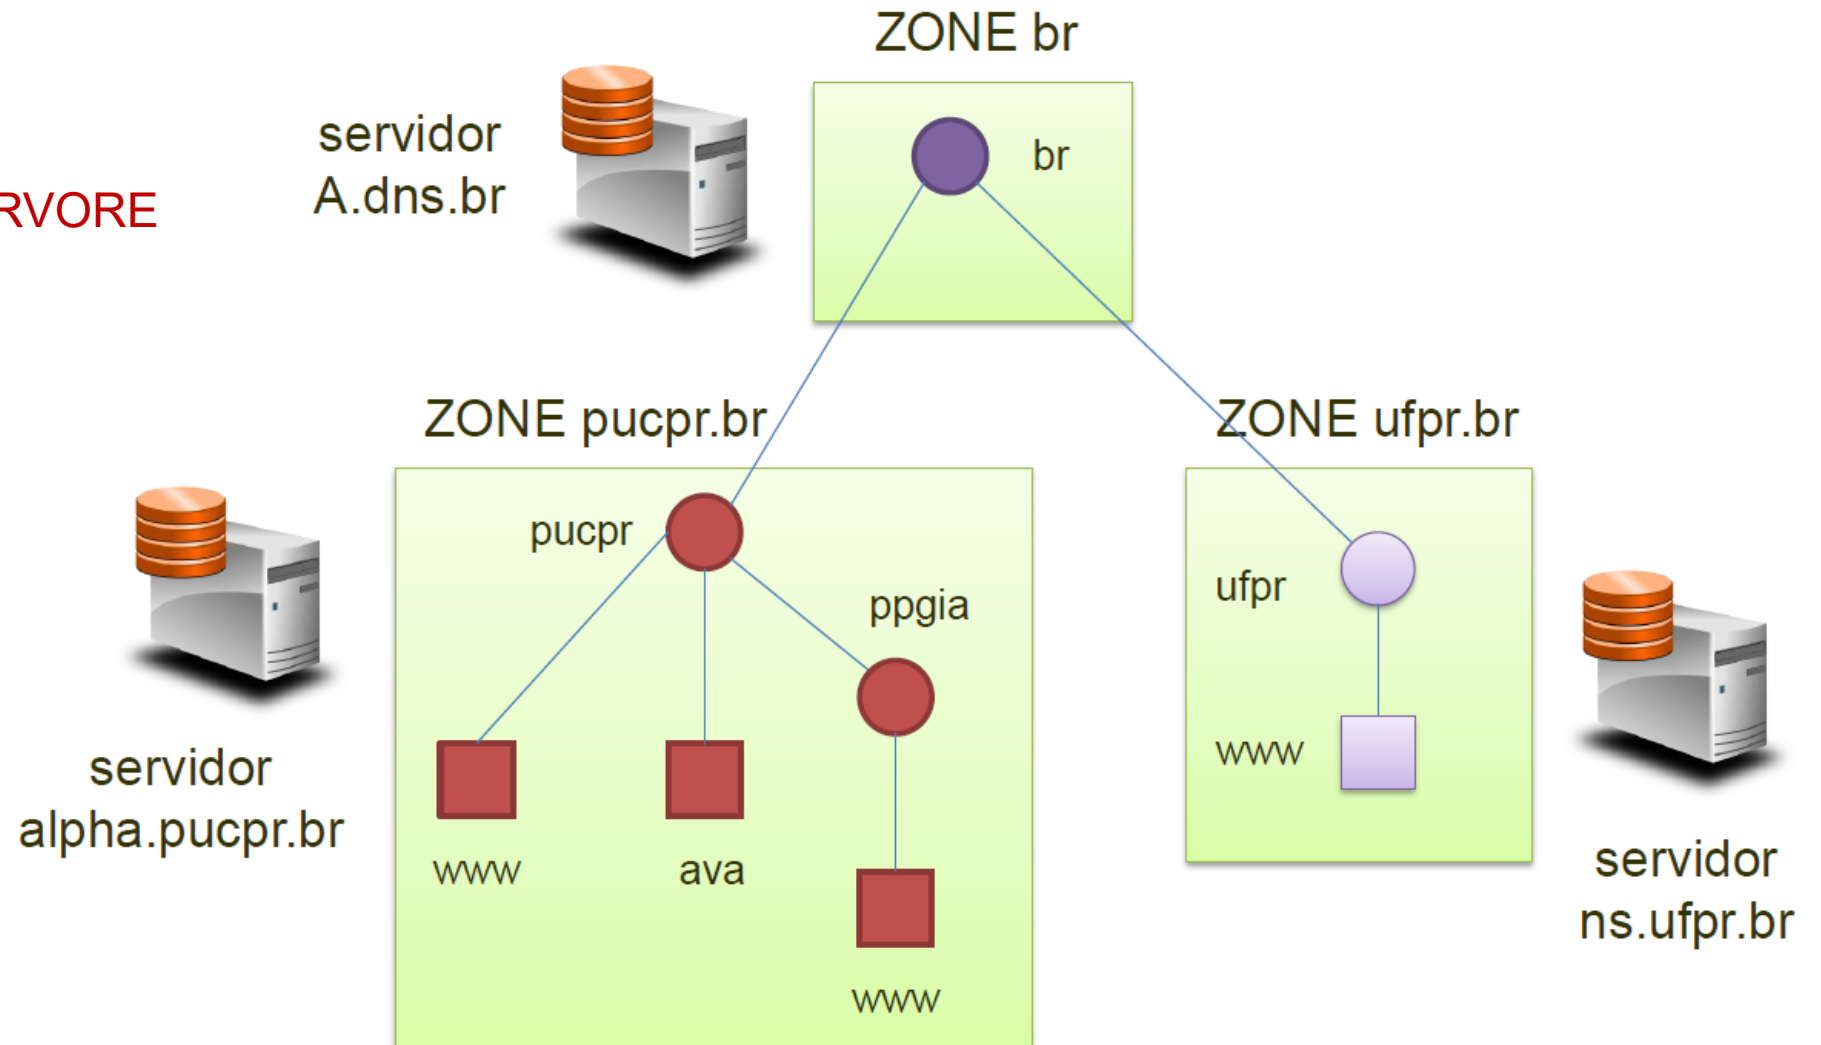 ZONE br
servidor
A.dns.br
br
RVORE
ZONE pucpr.br
ZONE ufpr.br
pucpr
ppgia
ufpr
www
servidor
alpha.pucpr.br
www
ava
www
servidor
ns.ufpr.br